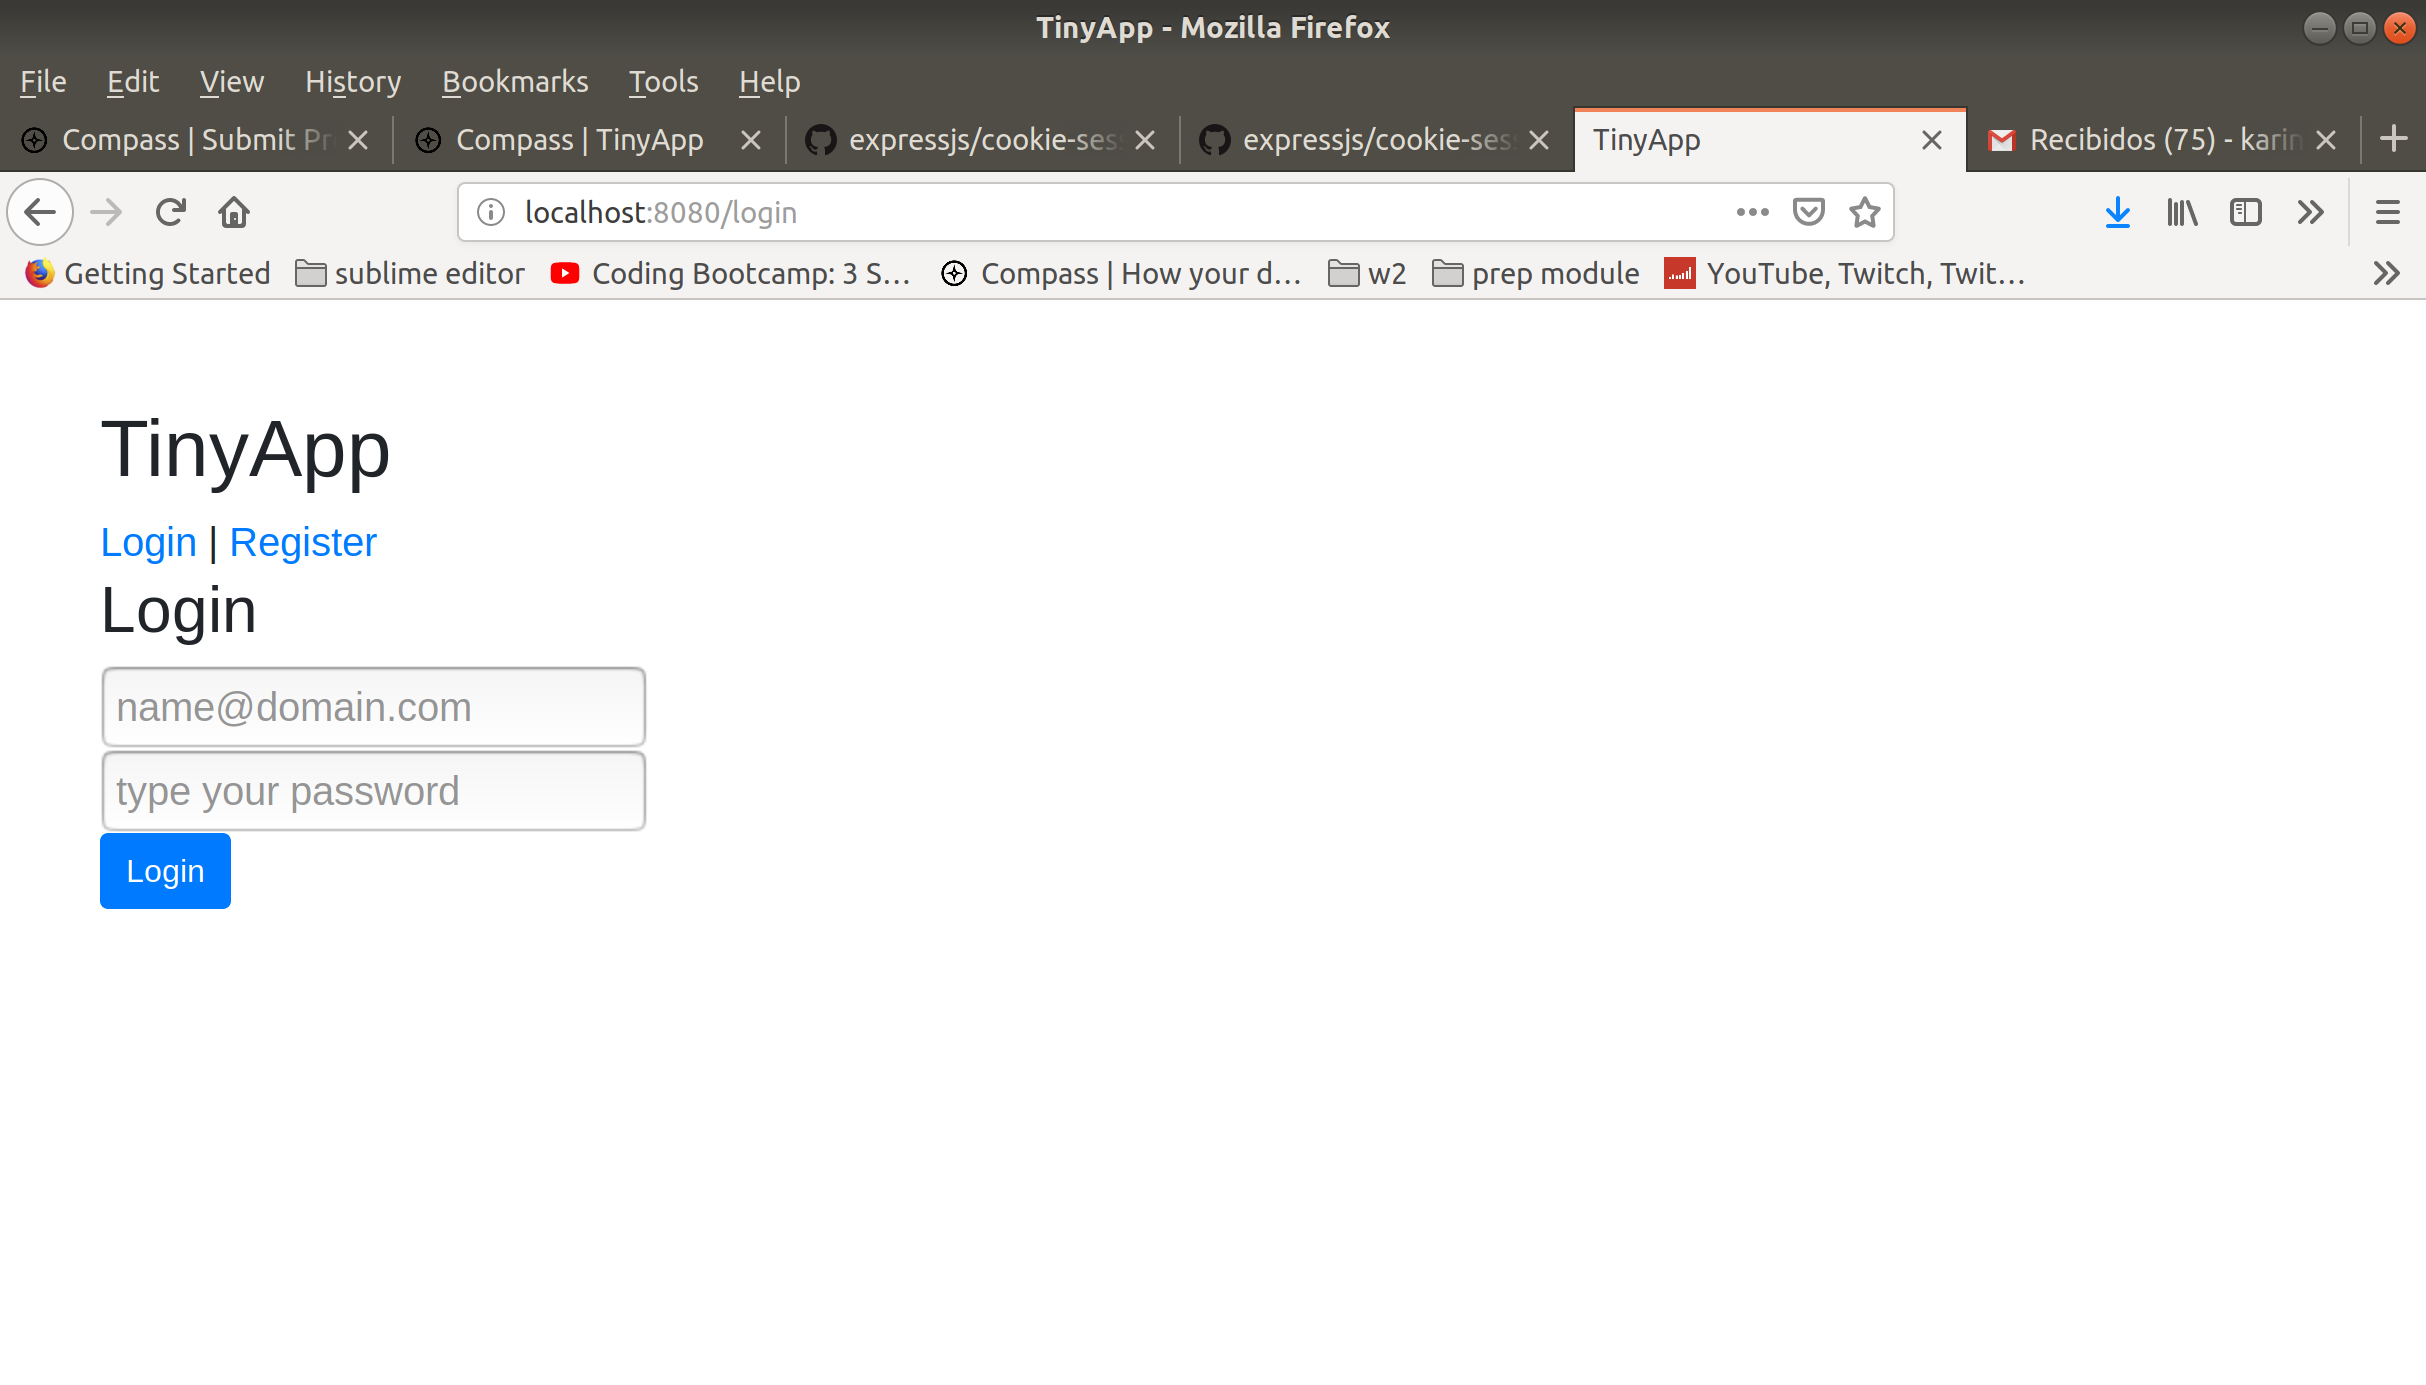 TinyApp - Mozilla Firefox
File Edit View History Bookmarks Tools Help
Compass | Submit Pr Compass | TinyApp expressjs/cookie-sess expressjs/cookie-sess TinyApp Recibidos (75) - karin
localhost:8080/login
Getting Started sublime editor Coding Bootcamp: 3 S... Compass | How your d... w2 prep module YouTube, Twitch, Twit...
TinyApp
Login | Register
Login
name@domain.com
type your password
Login